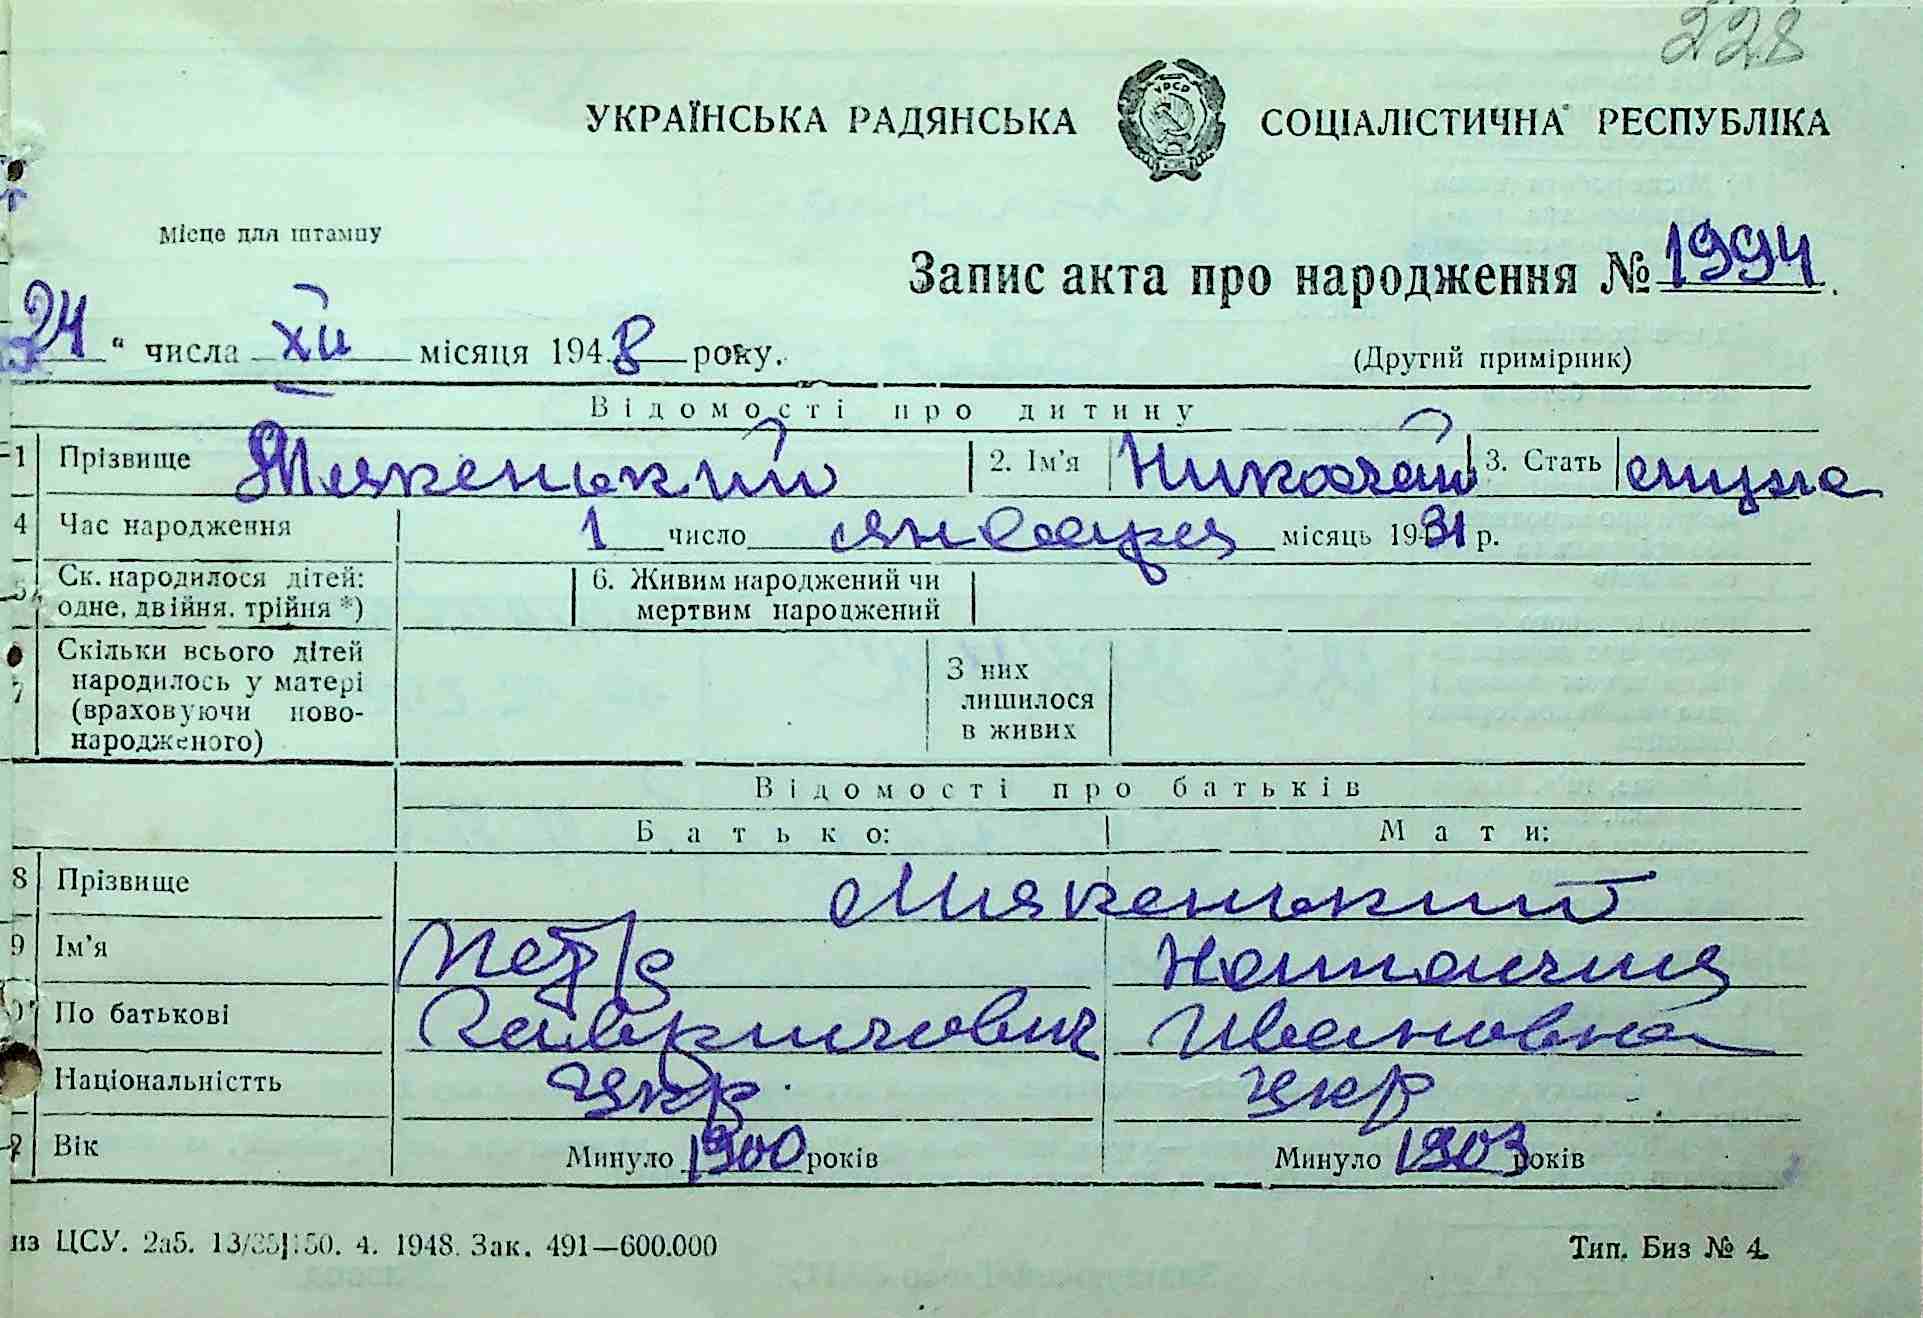 228
УКРАЇНСЬКА РАДЯНСЬКА СОЦІАЛІСТИЧНА РЕСПУБЛІКА
УРСР
Місце для штампу
Запис акта про народження № 1994.
24 " числа XII місяця 1948 року.
(Другий примірник)
Відомості про дитину
1 Прізвище Мякенький 2. Ім'я Николай 3. Стать
4 Час народження 1 число января місяць 1931 р.
5 Ск. народилося дітей: одне, двійня, трійня *) 6. Живим народжений чи мертвим народжений
7 Скільки всього дітей народилось у матері (враховуючи новонародженого) З них лишилося в живих
Відомості про батьків
Батько: Мати:
8 Прізвище Мякенький
9 Ім'я Петр Наталия
По батькові Гаврилович Ивановна
Національністть укр укр
2 Вік Минуло 1900 років Минуло 1903 років
из ЦСУ. 2а5. 13/35 150. 4. 1948. Зак. 491—600.000 Тип. Биз № 4.